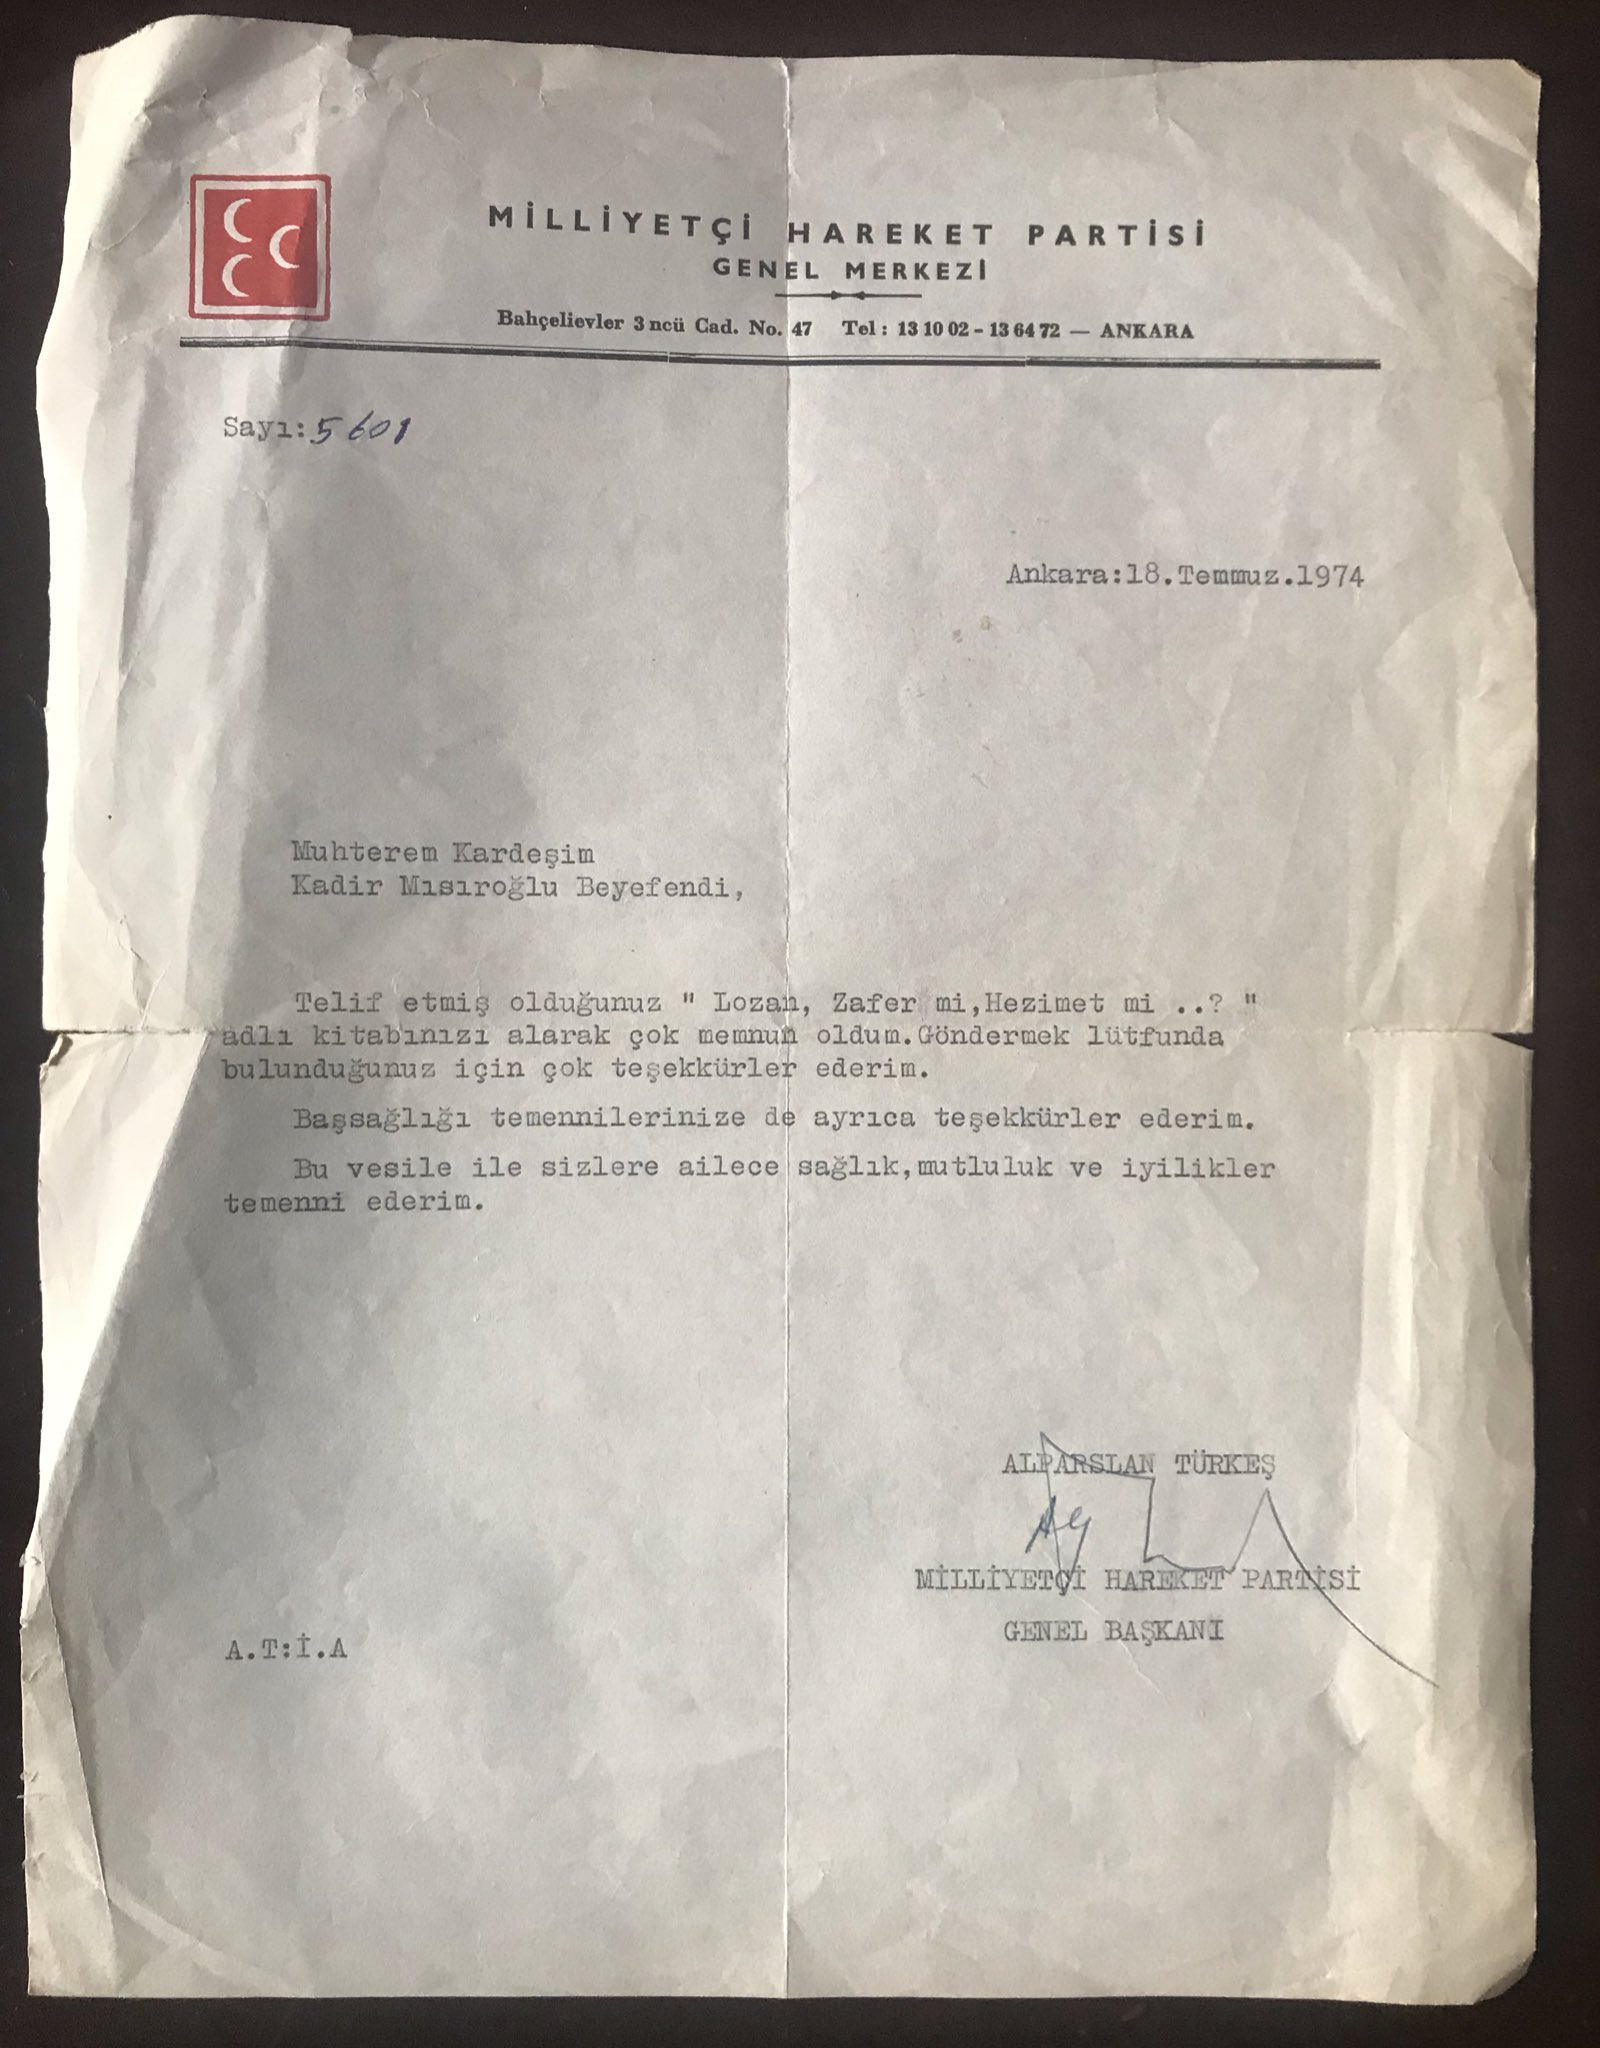 MİLLİYETÇİ HAREKET PARTİSİ
GENEL MERKEZİ
Bahçelievler 3 ncü Cad. No. 47 Tel : 13 10 02 - 13 64 72 — ANKARA
Sayı:5601
Ankara:18.Temmuz.1974
Muhterem Kardeşim
Kadir Mısıroğlu Beyefendi,
Telif etmiş olduğunuz " Lozan, Zafer mi,Hezimet mi ..? "
adlı kitabınızı alarak çok memnun oldum.Göndermek lütfunda
bulunduğunuz için çok teşekkürler ederim.
Başsağlığı temennilerinize de ayrıca teşekkürler ederim.
Bu vesile ile sizlere ailece sağlık,mutluluk ve iyilikler
temenni ederim.
ALPARSLAN TÜRKEŞ
MİLLİYETÇİ HAREKET PARTİSİ
GENEL BAŞKANI
A.T:İ.A